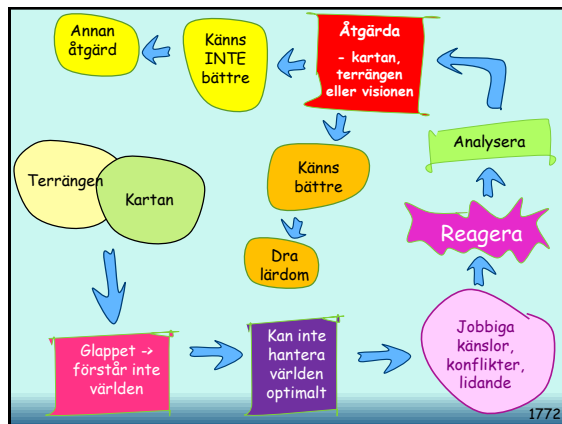 Annan
åtgärd
Känns
INTE
bättre
Åtgärda
- kartan,
terrängen
eller visionen
Analysera
Känns
bättre
Terrängen
Kartan
Reagera
Dra
lärdom
Glappet ->
förstår inte
världen
Kan inte
hantera
världen
optimalt
Jobbiga
känslor,
konflikter,
lidande
1772